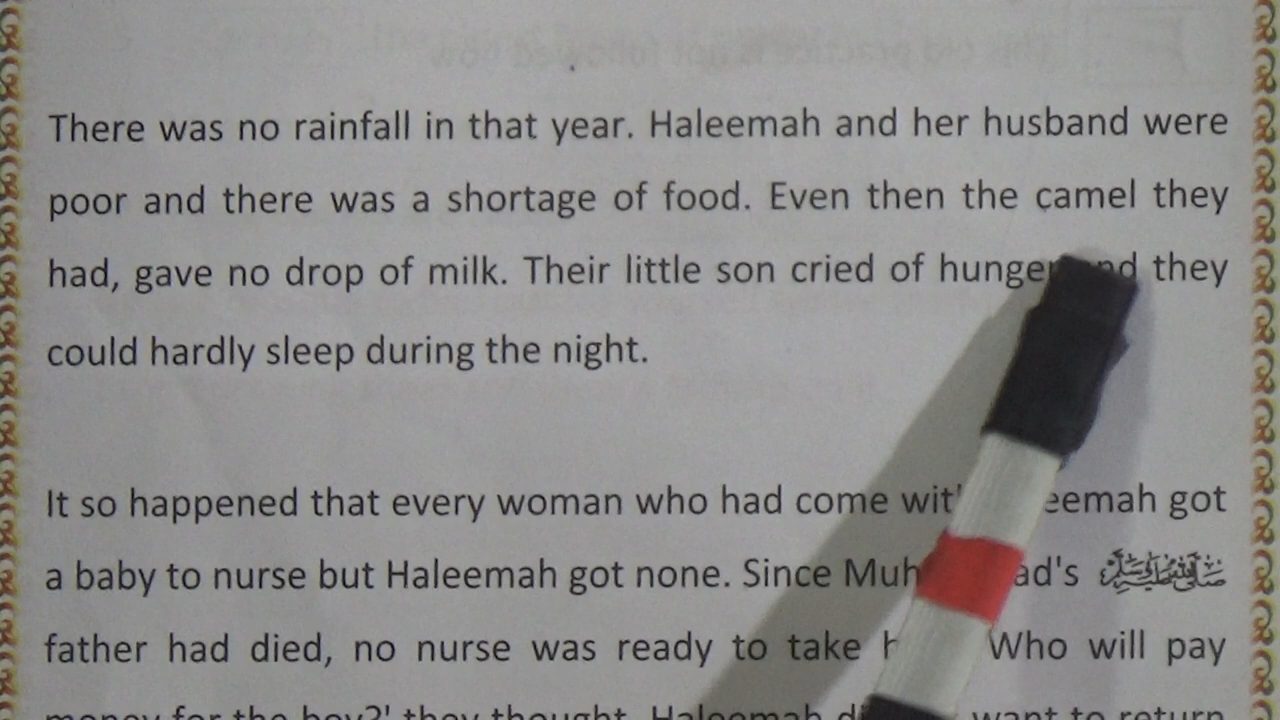 There was no rainfall in that year. Haleemah and her husband were
poor and there was a shortage of food. Even then the camel they
had, gave no drop of milk. Their little son cried of hunger and they
could hardly sleep during the night.
It so happened that every woman who had come with Haleemah got
a baby to nurse but Haleemah got none. Since Muhammad's ﷺ
father had died, no nurse was ready to take Who will pay
money for the boy?' they thought. Haleemah want to return